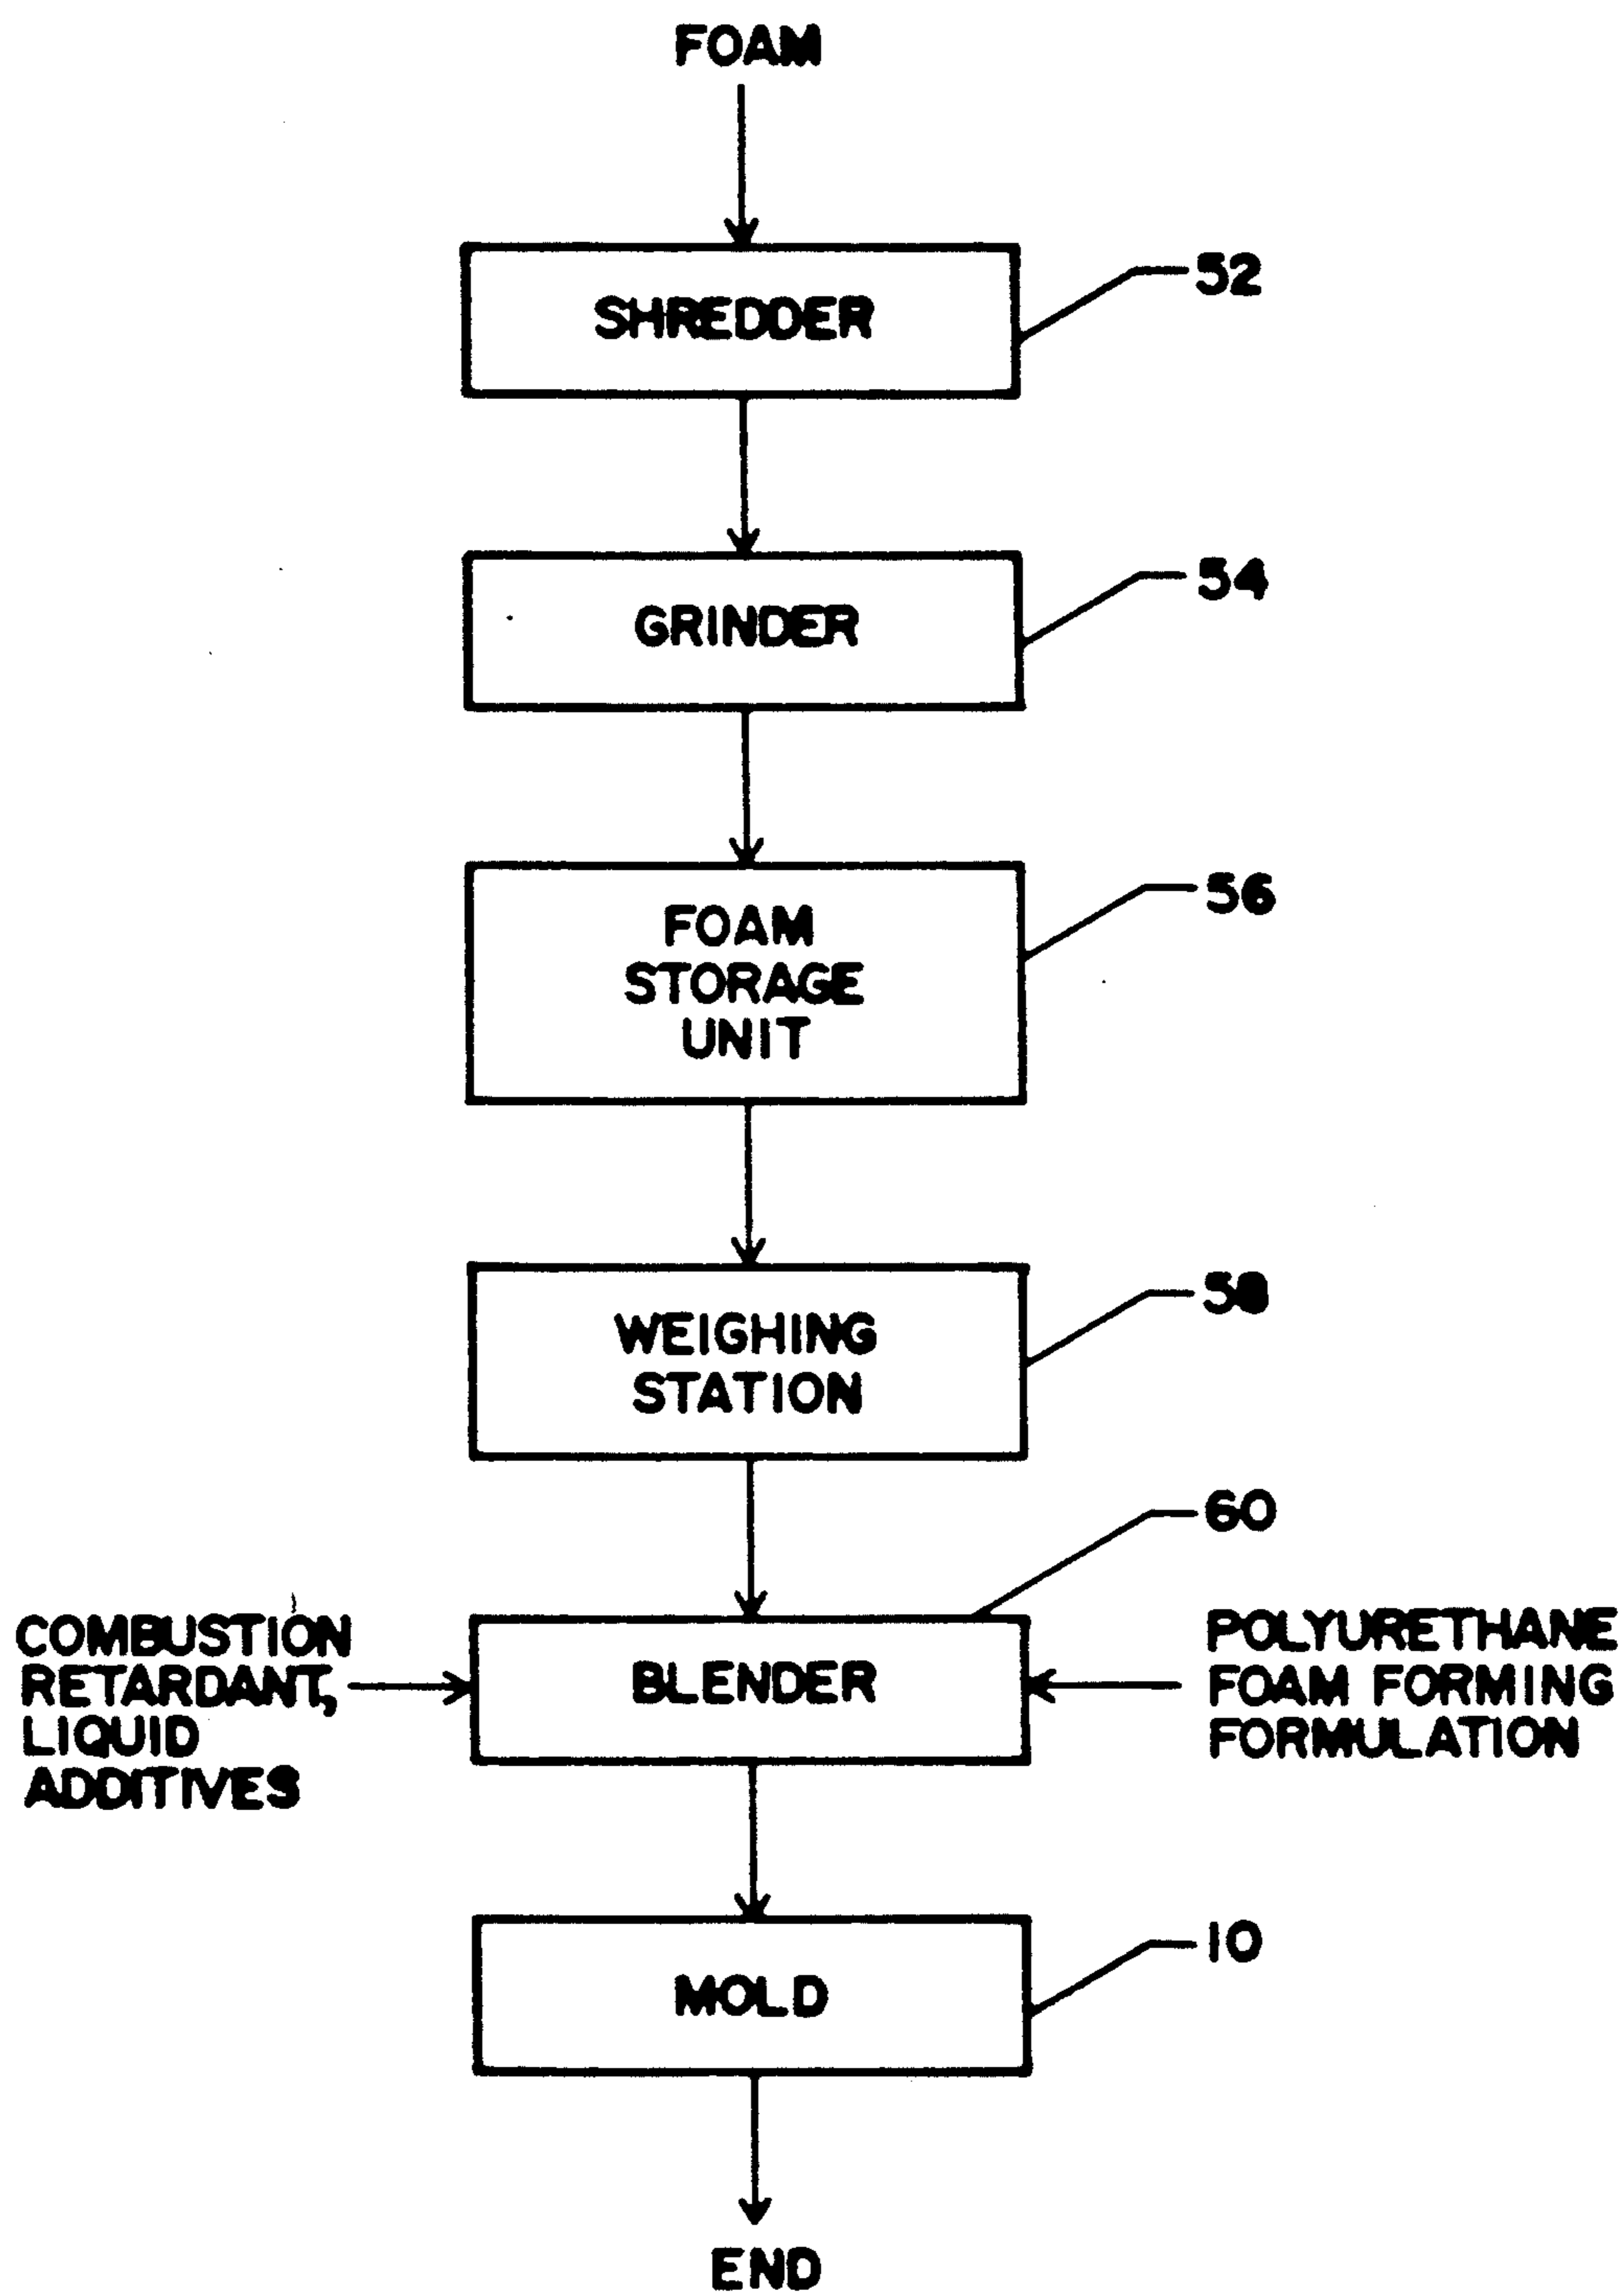 FOAM
SHREDDER
52
GRINDER
54
FOAM
STORAGE
UNIT
56
WEIGHING
STATION
58
60
COMBUSTION
RETARDANT,
LIQUID
ADDITIVES
BLENDER
POLYURETHANE
FOAM FORMING
FORMULATION
MOLD
10
END